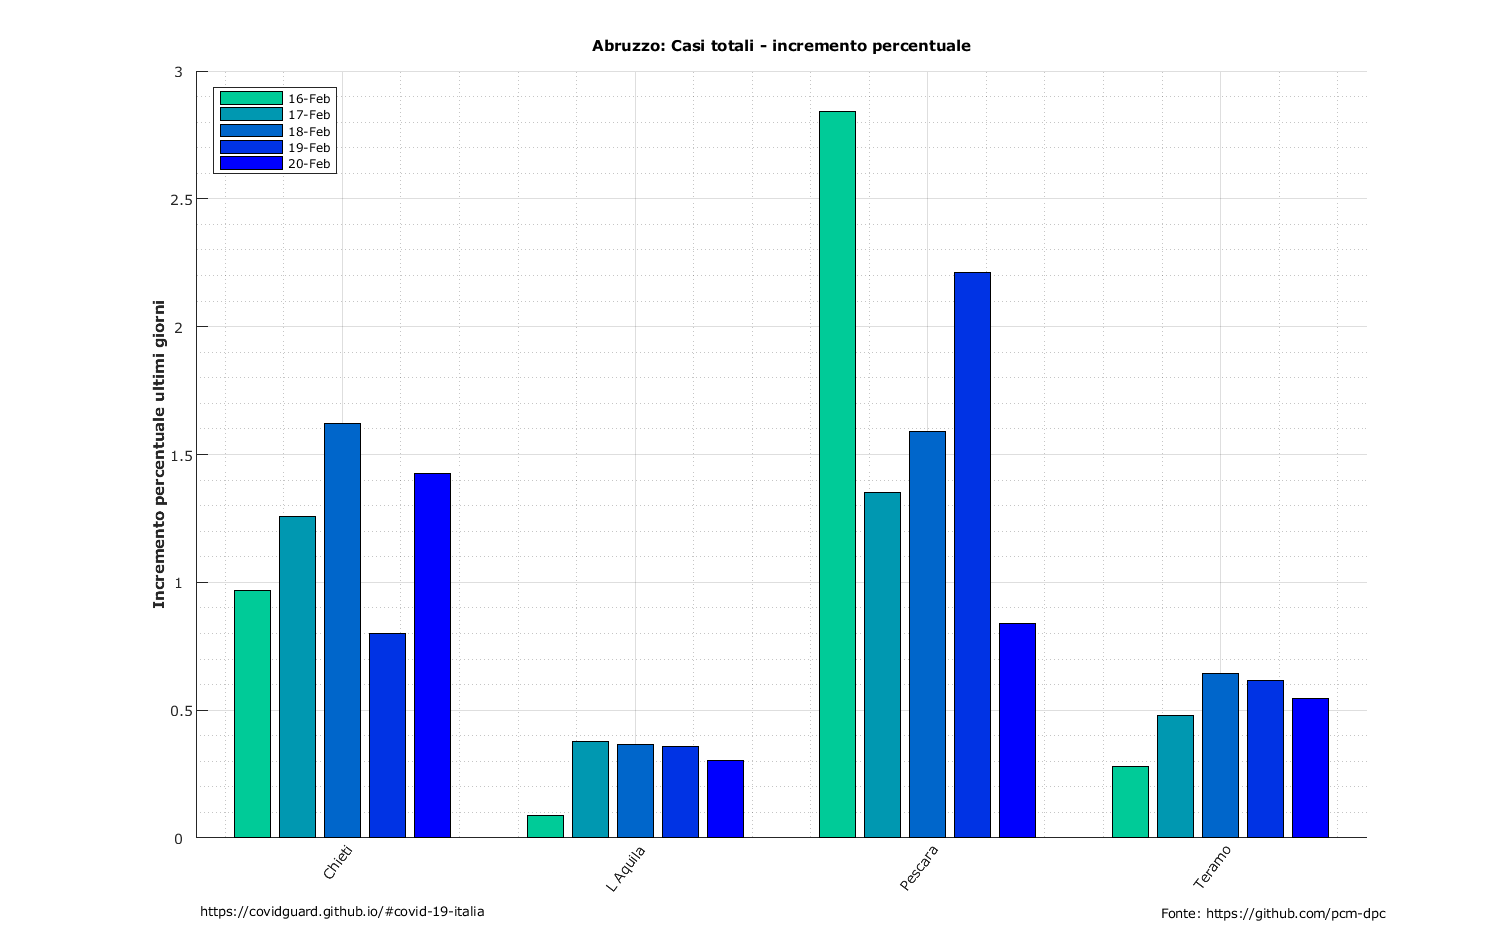 Abruzzo: Casi totali - incremento percentuale
3
2.5
2
1.5
1
0.5
0
Incremento percentuale ultimi giorni
16-Feb
17-Feb
18-Feb
19-Feb
20-Feb
Chieti
L Aquila
Pescara
Teramo
https://covidguard.github.io/#covid-19-italia
Fonte: https://github.com/pcm-dpc